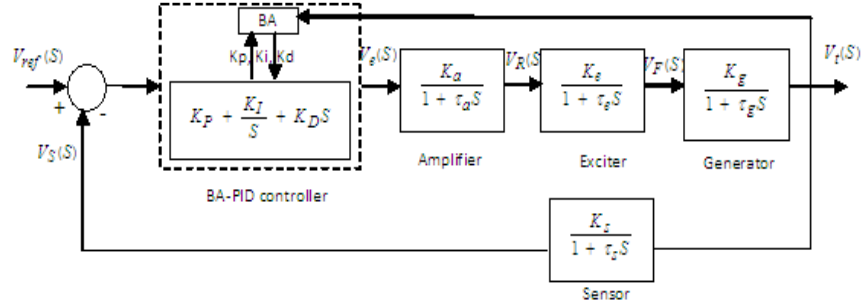 BA
Kp, Ki, Kd
V_ref(S)
+
-
V_S(S)
K_P + K_I/S + K_D S
BA-PID controller
V_e(S)
K_a/(1 + τ_a S)
Amplifier
V_R(S
K_e/(1 + τ_e S)
Exciter
V_F(S)
K_g/(1 + τ_g S)
Generator
V_t(S)
K_s/(1 + τ_s S)
Sensor